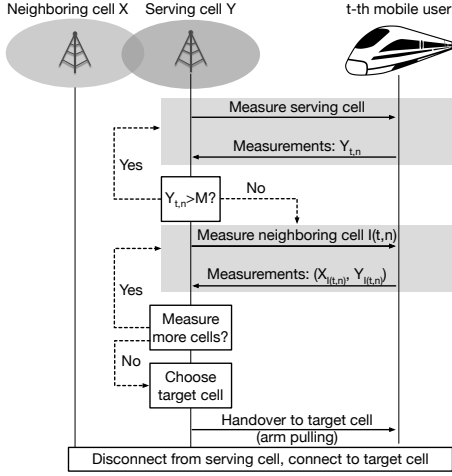 Neighboring cell X
Serving cell Y
t-th mobile user
Measure serving cell
Measurements: Y_{t,n}
Yes
Y_{t,n}>M?
No
Measure neighboring cell I(t,n)
Measurements: (X_{I(t,n)}, Y_{I(t,n)})
Yes
Measure
more cells?
No
Choose
target cell
Handover to target cell
(arm pulling)
Disconnect from serving cell, connect to target cell